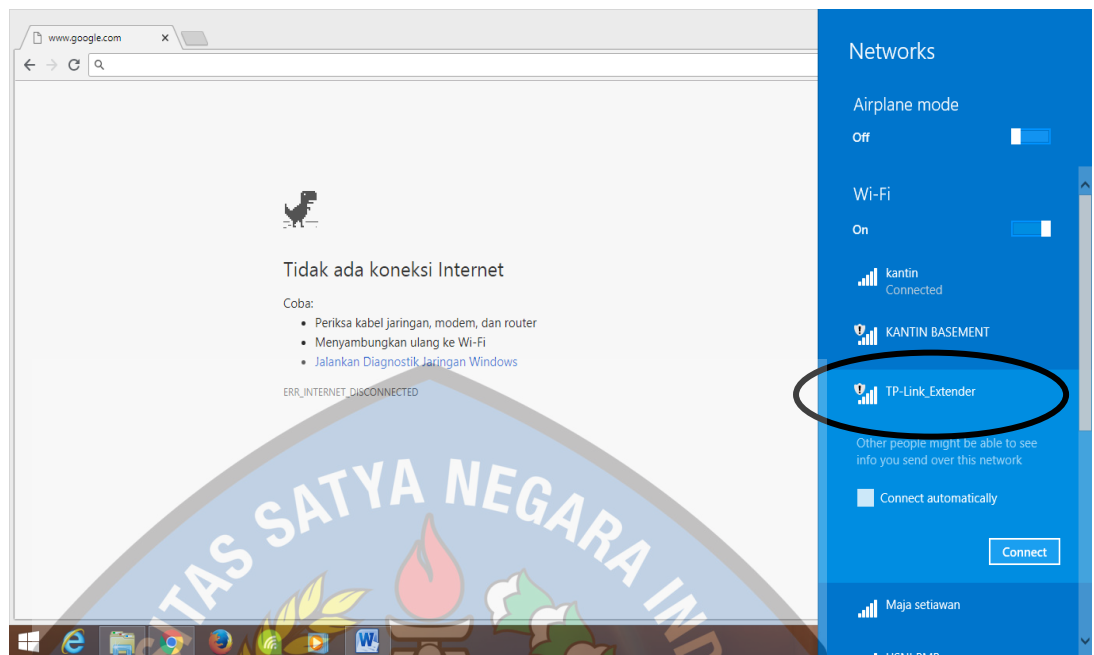 www.google.com
Tidak ada koneksi Internet
Coba:
Periksa kabel jaringan, modem, dan router
Menyambungkan ulang ke Wi-Fi
Jalankan Diagnostik Jaringan Windows
ERR_INTERNET_DISCONNECTED
ITAS SATYA NEGARA IND
Networks
Airplane mode
Off
Wi-Fi
On
kantin
Connected
KANTIN BASEMENT
TP-Link_Extender
Other people might be able to see
info you send over this network
Connect automatically
Connect
Maja setiawan